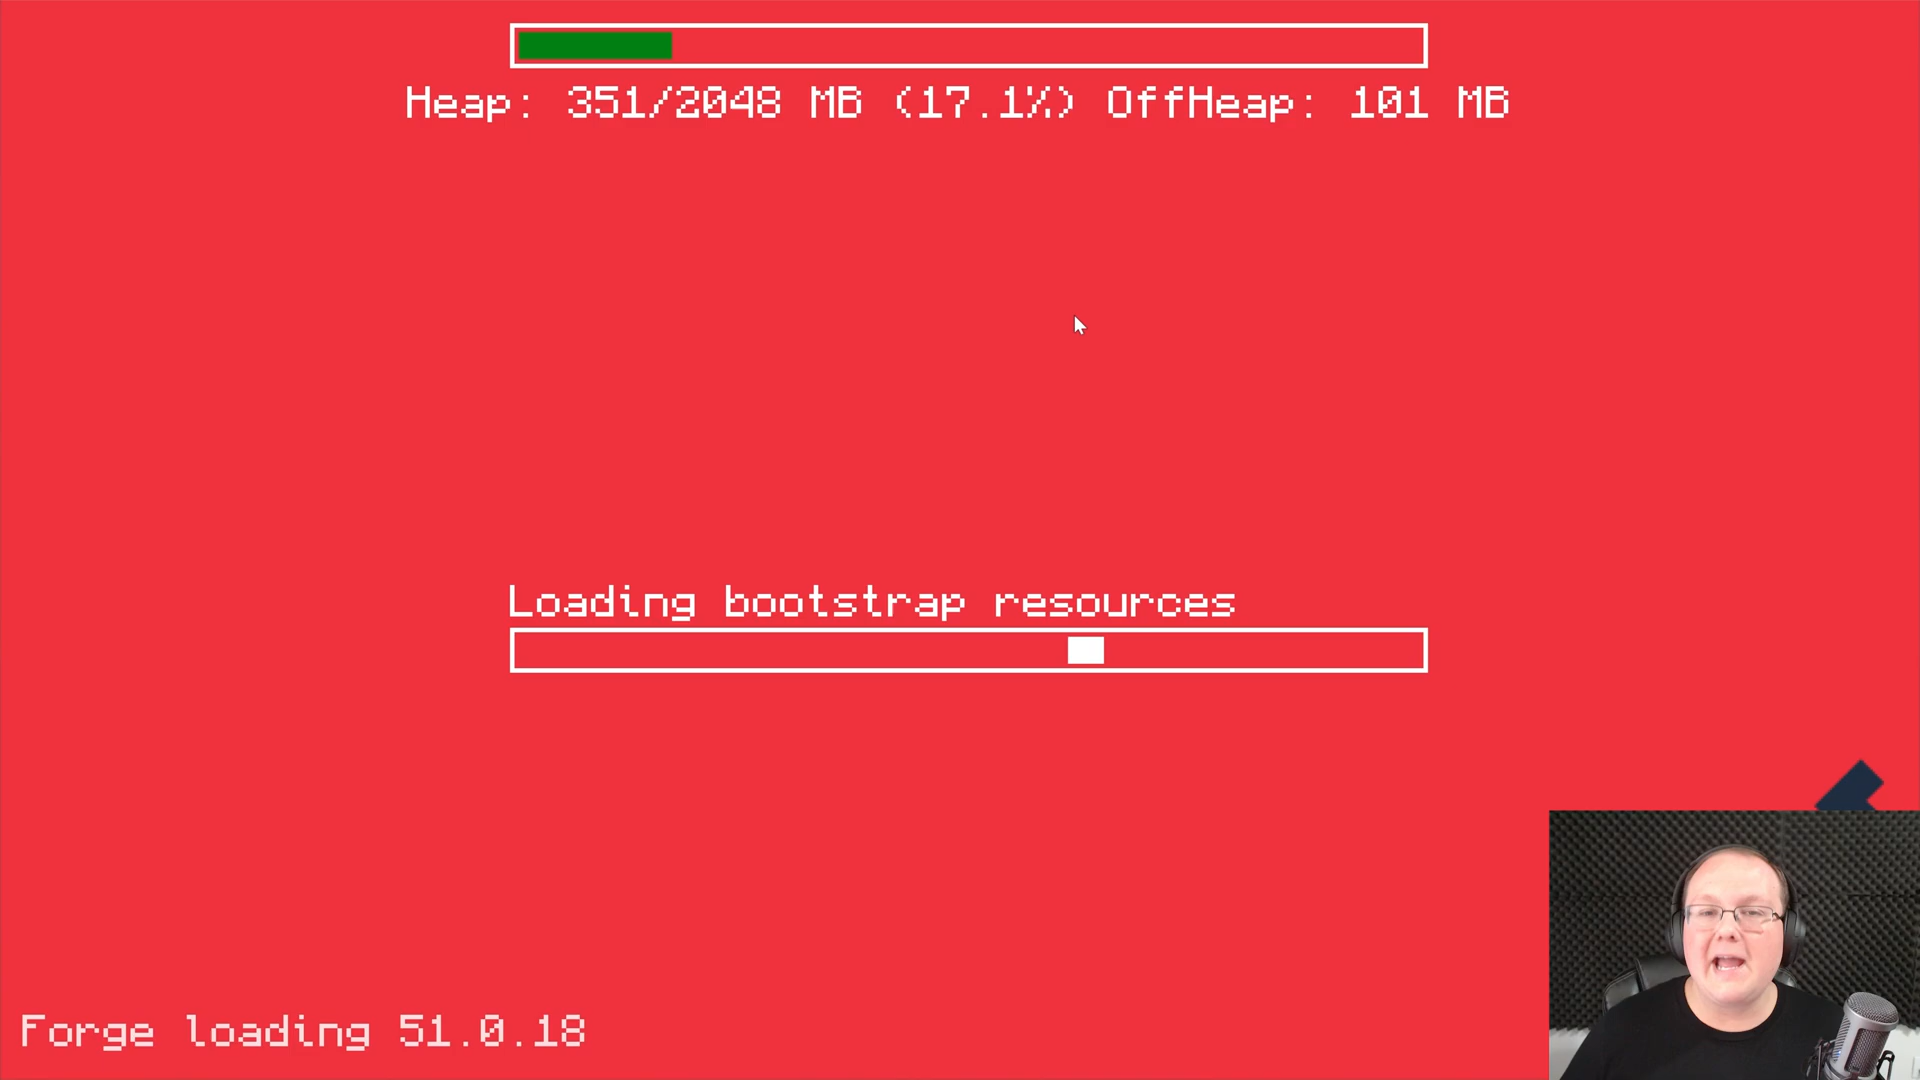 Heap: 351/2048 MB (17.1%) OffHeap: 101 MB
Loading bootstrap resources
Forge loading 51.0.18